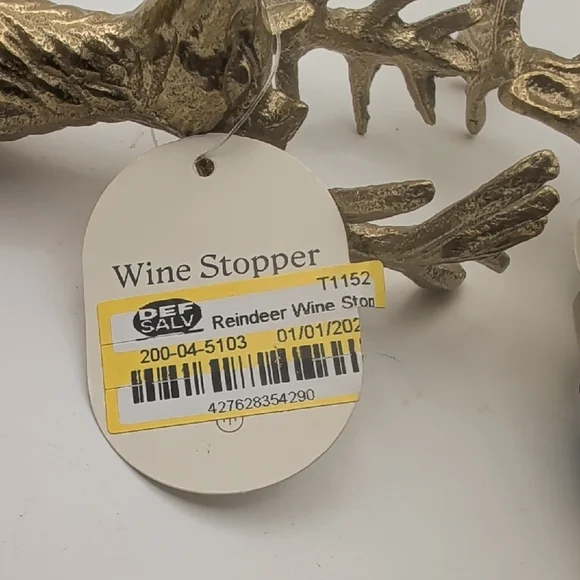 Wine Stopper
T1152
DEF
SALV
Reindeer Wine Stop
200-04-5103 01/01/202
427628354290